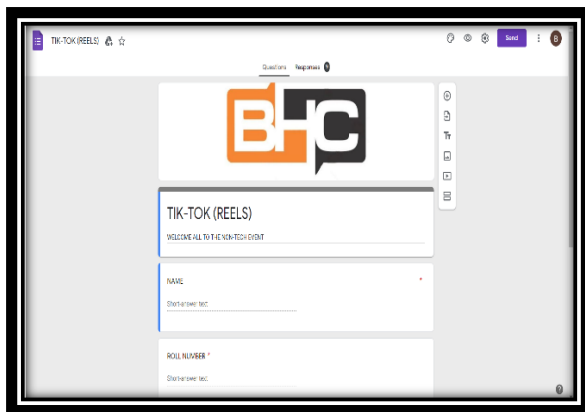 TIK-TOK (REELS)
Send
B
Questions Responses
BHC
TIK-TOK (REELS)
WELCOME ALL TO THE NON-TECH EVENT
NAME *
Short-answer text
ROLL NUMBER *
Short-answer text